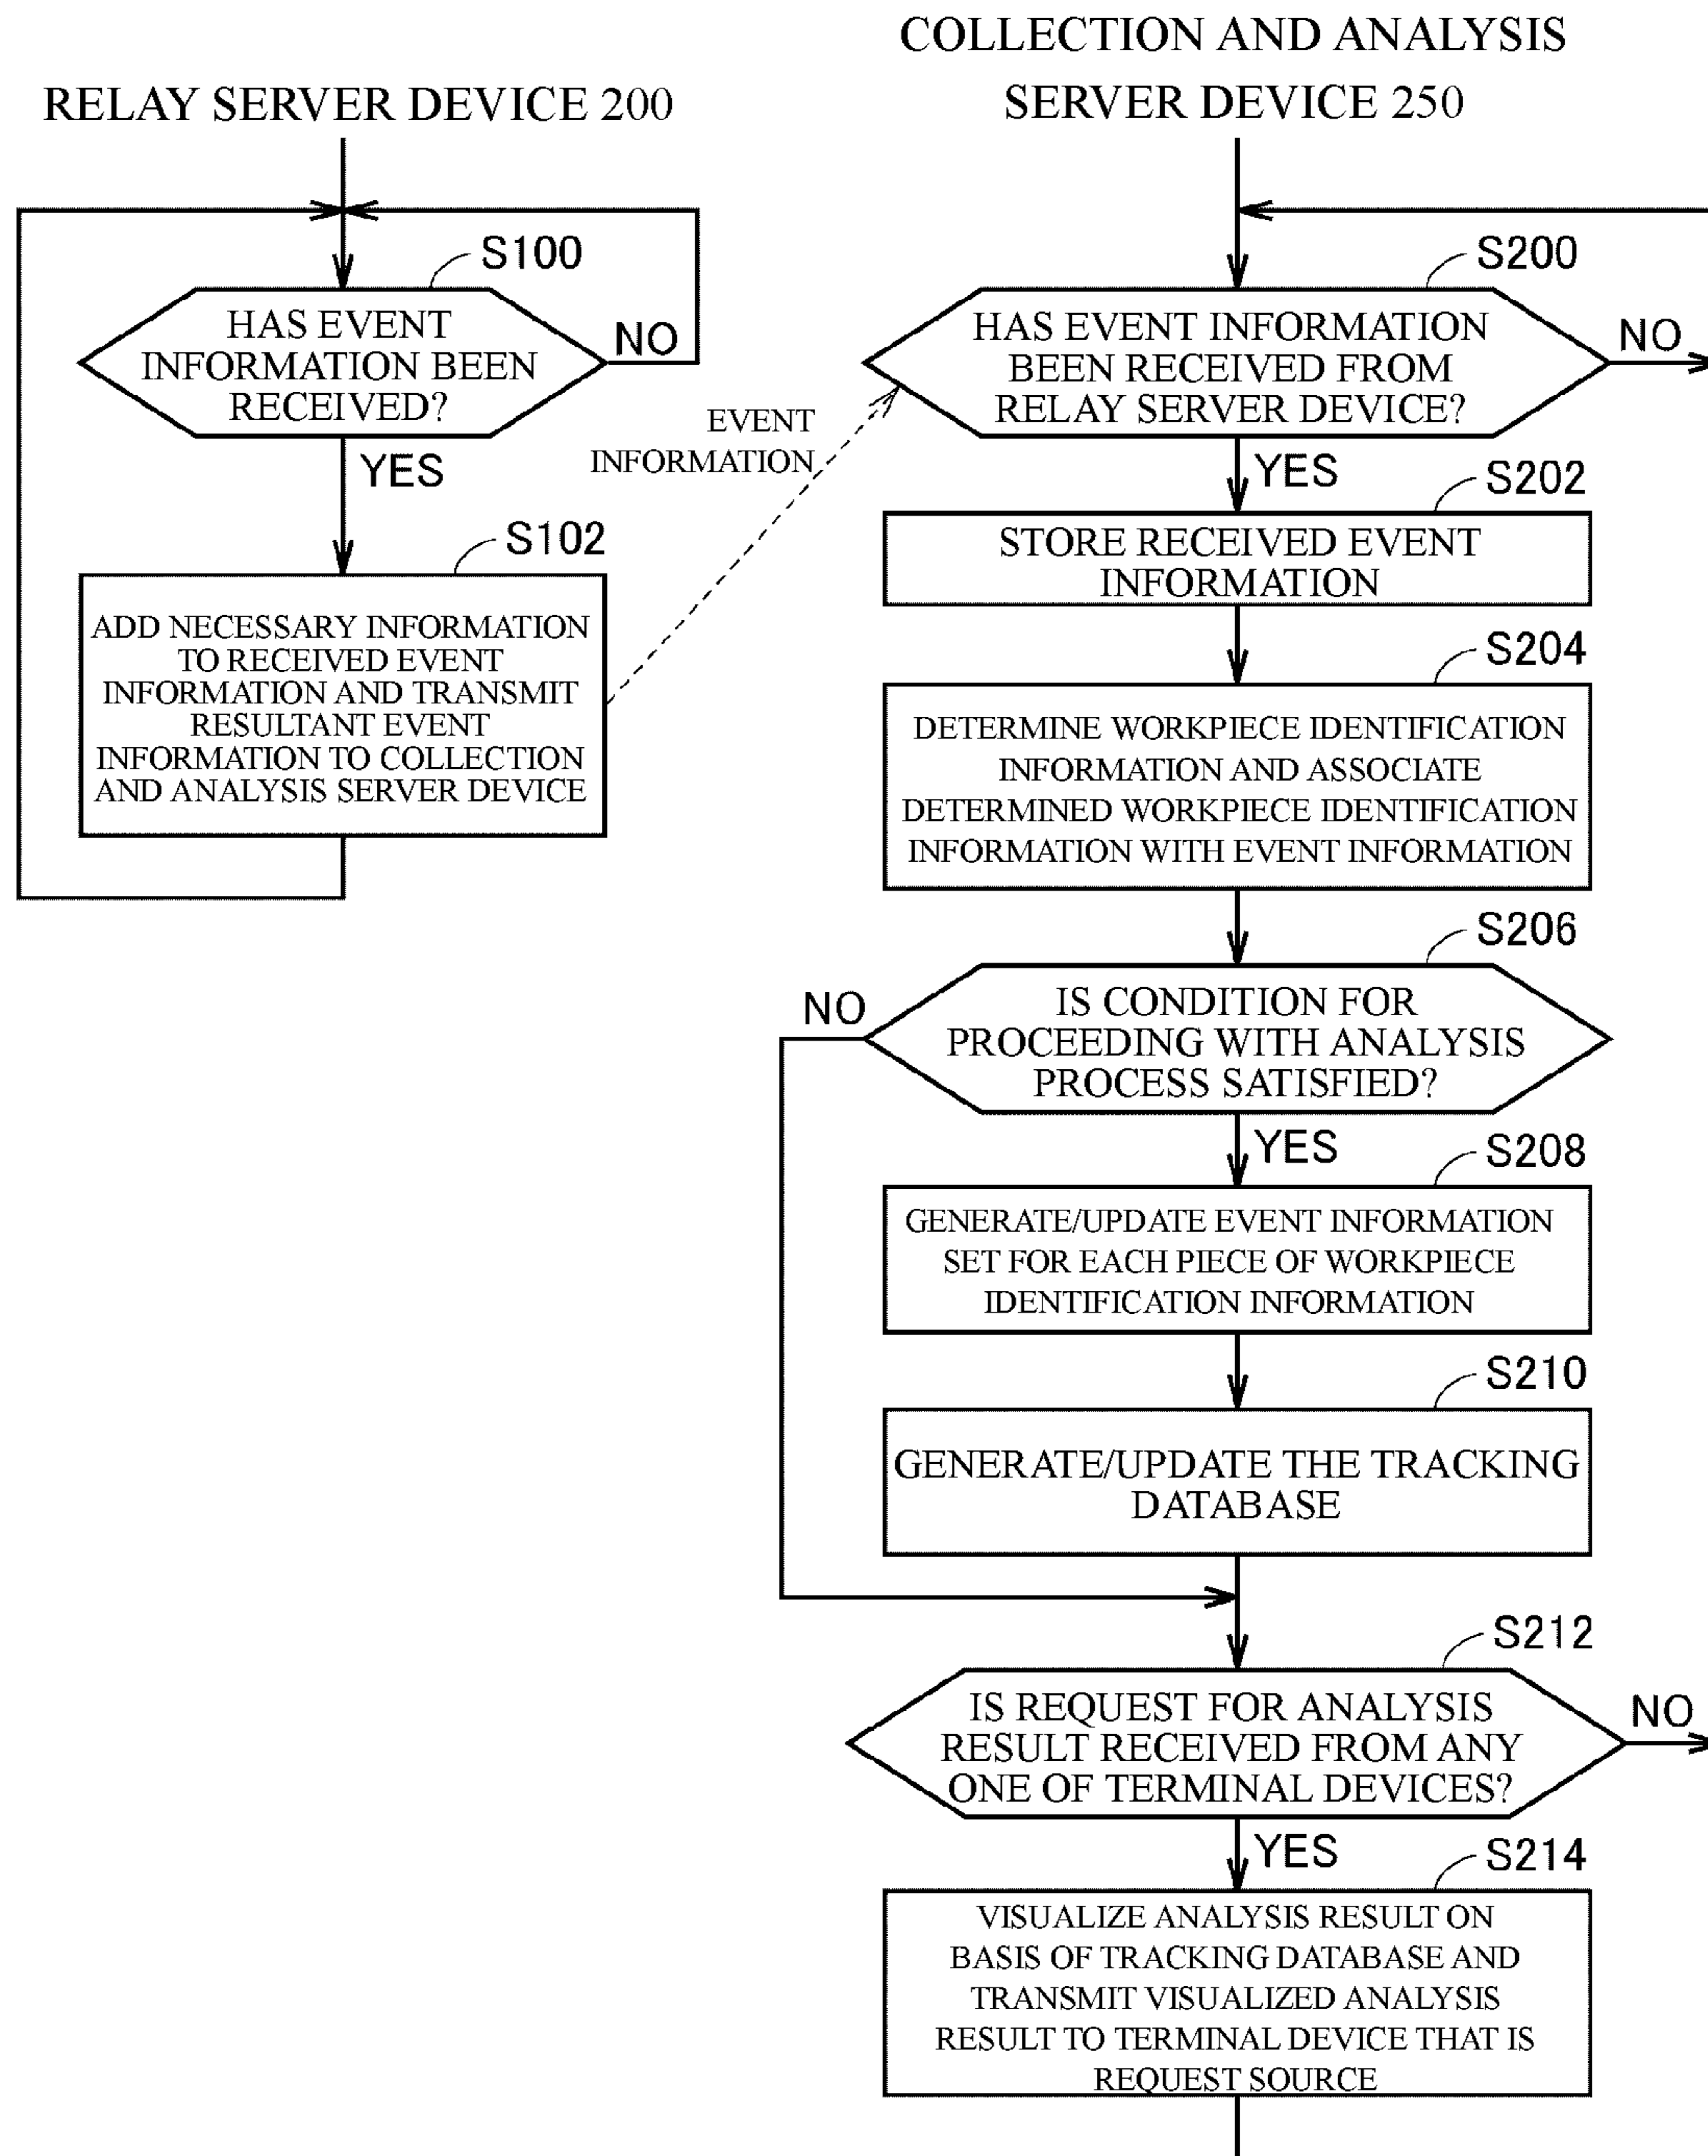 RELAY SERVER DEVICE 200
S100
HAS EVENT
INFORMATION BEEN
RECEIVED?
NO
YES
S102
ADD NECESSARY INFORMATION
TO RECEIVED EVENT
INFORMATION AND TRANSMIT
RESULTANT EVENT
INFORMATION TO COLLECTION
AND ANALYSIS SERVER DEVICE
EVENT
INFORMATION
COLLECTION AND ANALYSIS
SERVER DEVICE 250
S200
HAS EVENT INFORMATION
BEEN RECEIVED FROM
RELAY SERVER DEVICE?
NO
YES
S202
STORE RECEIVED EVENT
INFORMATION
S204
DETERMINE WORKPIECE IDENTIFICATION
INFORMATION AND ASSOCIATE
DETERMINED WORKPIECE IDENTIFICATION
INFORMATION WITH EVENT INFORMATION
S206
IS CONDITION FOR
PROCEEDING WITH ANALYSIS
PROCESS SATISFIED?
NO
YES
S208
GENERATE/UPDATE EVENT INFORMATION
SET FOR EACH PIECE OF WORKPIECE
IDENTIFICATION INFORMATION
S210
GENERATE/UPDATE THE TRACKING
DATABASE
S212
IS REQUEST FOR ANALYSIS
RESULT RECEIVED FROM ANY
ONE OF TERMINAL DEVICES?
NO
YES
S214
VISUALIZE ANALYSIS RESULT ON
BASIS OF TRACKING DATABASE AND
TRANSMIT VISUALIZED ANALYSIS
RESULT TO TERMINAL DEVICE THAT IS
REQUEST SOURCE